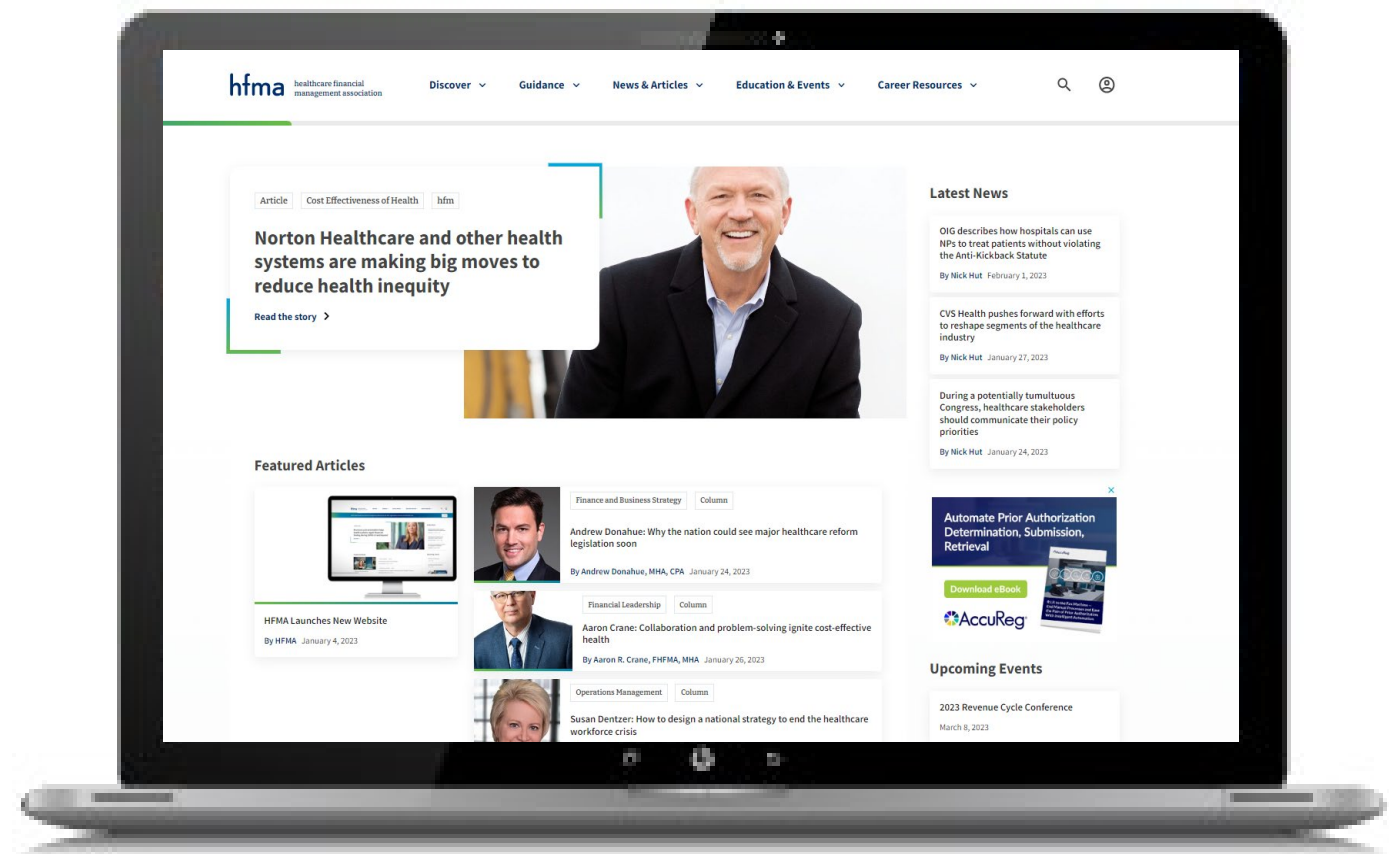 hfma
healthcare financial
management association
Discover
Guidance
News & Articles
Education & Events
Career Resources
Article
Cost Effectiveness of Health
hfm
Norton Healthcare and other health
systems are making big moves to
reduce health inequity
Read the story
Latest News
OIG describes how hospitals can use
NPs to treat patients without violating
the Anti-Kickback Statute
By Nick Hut February 1, 2023
CVS Health pushes forward with efforts
to reshape segments of the healthcare
industry
By Nick Hut January 27, 2023
During a potentially tumultuous
Congress, healthcare stakeholders
should communicate their policy
priorities
By Nick Hut January 24, 2023
Featured Articles
HFMA Launches New Website
By HFMA January 4, 2023
Finance and Business Strategy
Column
Andrew Donahue: Why the nation could see major healthcare reform
legislation soon
By Andrew Donahue, MHA, CPA January 24, 2023
Financial Leadership
Column
Aaron Crane: Collaboration and problem-solving ignite cost-effective
health
By Aaron R. Crane, FHFMA, MHA January 26, 2023
Operations Management
Column
Susan Dentzer: How to design a national strategy to end the healthcare
workforce crisis
Automate Prior Authorization
Determination, Submission,
Retrieval
Download eBook
AccuReg
Upcoming Events
2023 Revenue Cycle Conference
March 8, 2023